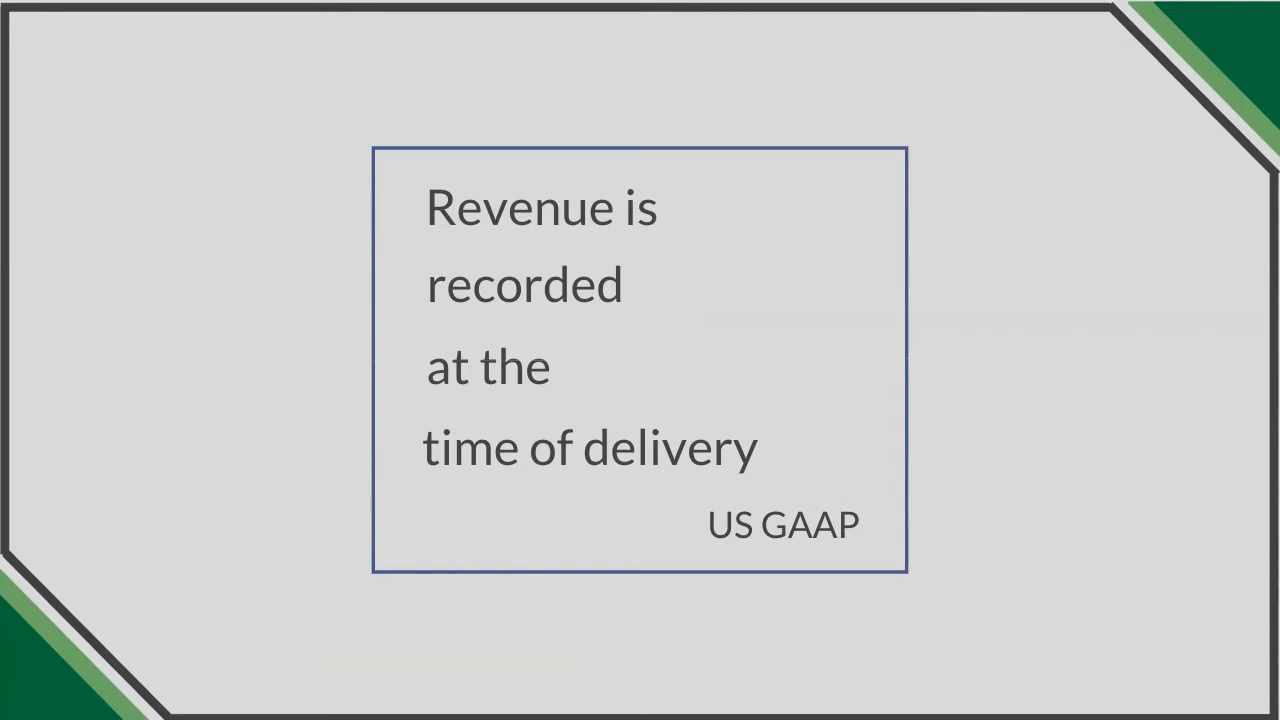 Revenue is
recorded
at the
time of delivery
US GAAP